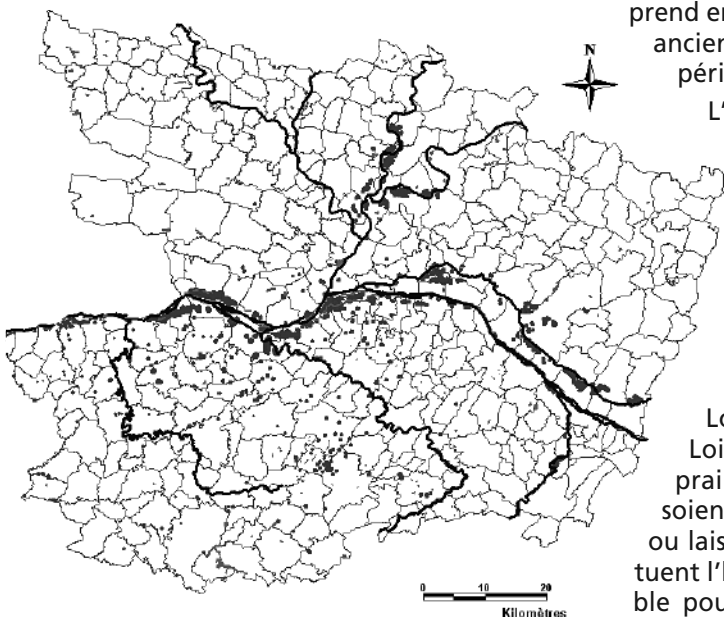 prend en
ancien
péri
L'
N
Lo
Loi
prai
soien
ou lais
tuent l'
ble pou
0 10 20
Kilomètres